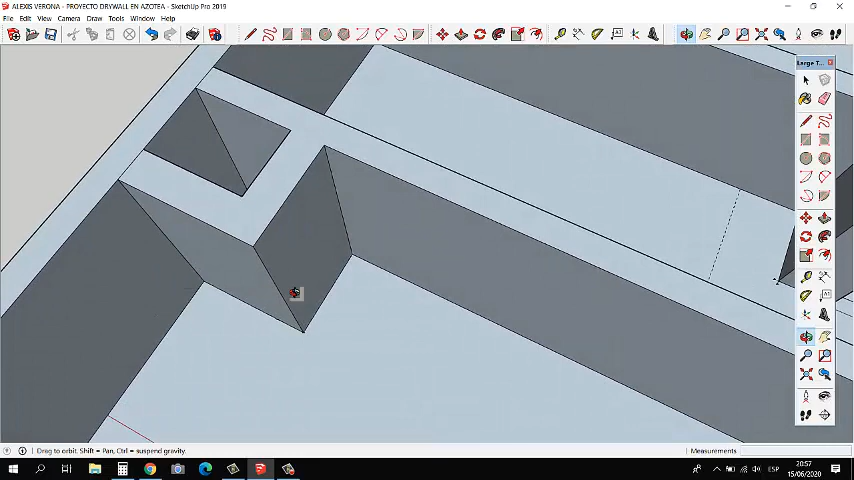 ALEXIS VERONA - PROYECTO DRYWALL EN AZOTEA - SketchUp Pro 2019
File Edit View Camera Draw Tools Window Help
Large T...
Drag to orbit. Shift = Pan, Ctrl = suspend gravity.
Measurements
ESP
20:57
15/06/2020